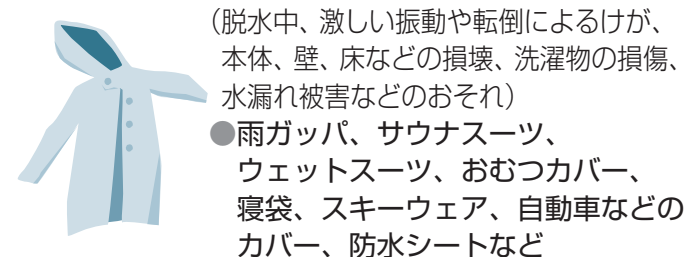 （脱水中、激しい振動や転倒によるけが、
本体、壁、床などの損壊、洗濯物の損傷、
水漏れ被害などのおそれ）
●雨ガッパ、サウナスーツ、
ウェットスーツ、おむつカバー、
寝袋、スキーウェア、自動車などの
カバー、防水シートなど